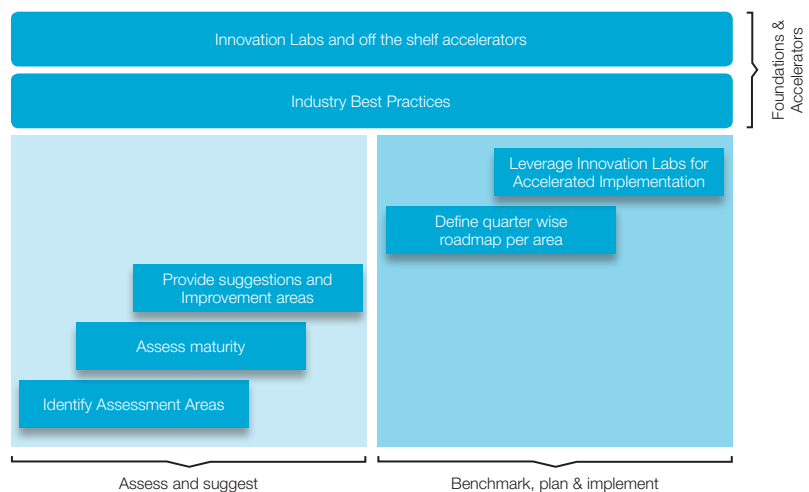 Innovation Labs and off the shelf accelerators
Industry Best Practices
Foundations &
Accelerators
Leverage Innovation Labs for
Accelerated Implementation
Define quarter wise
roadmap per area
Provide suggestions and
Improvement areas
Assess maturity
Identify Assessment Areas
Assess and suggest
Benchmark, plan & implement